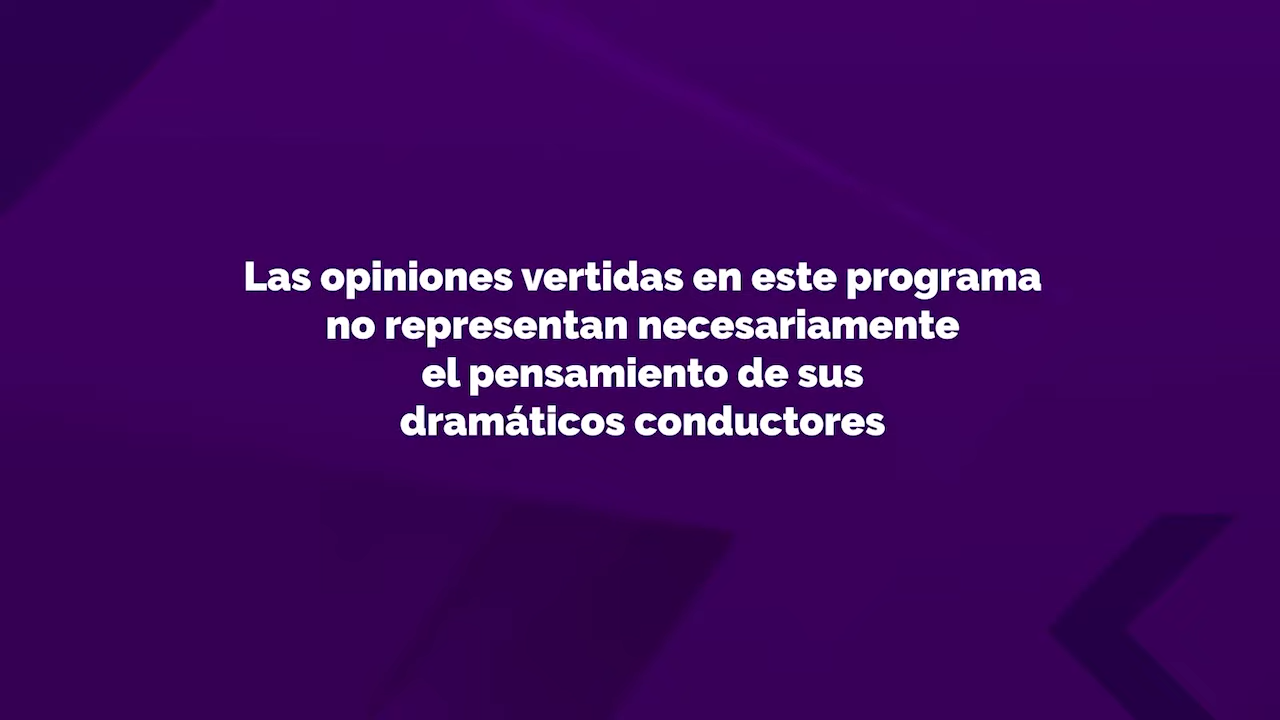 Las opiniones vertidas en este programa
no representan necesariamente
el pensamiento de sus
dramáticos conductores